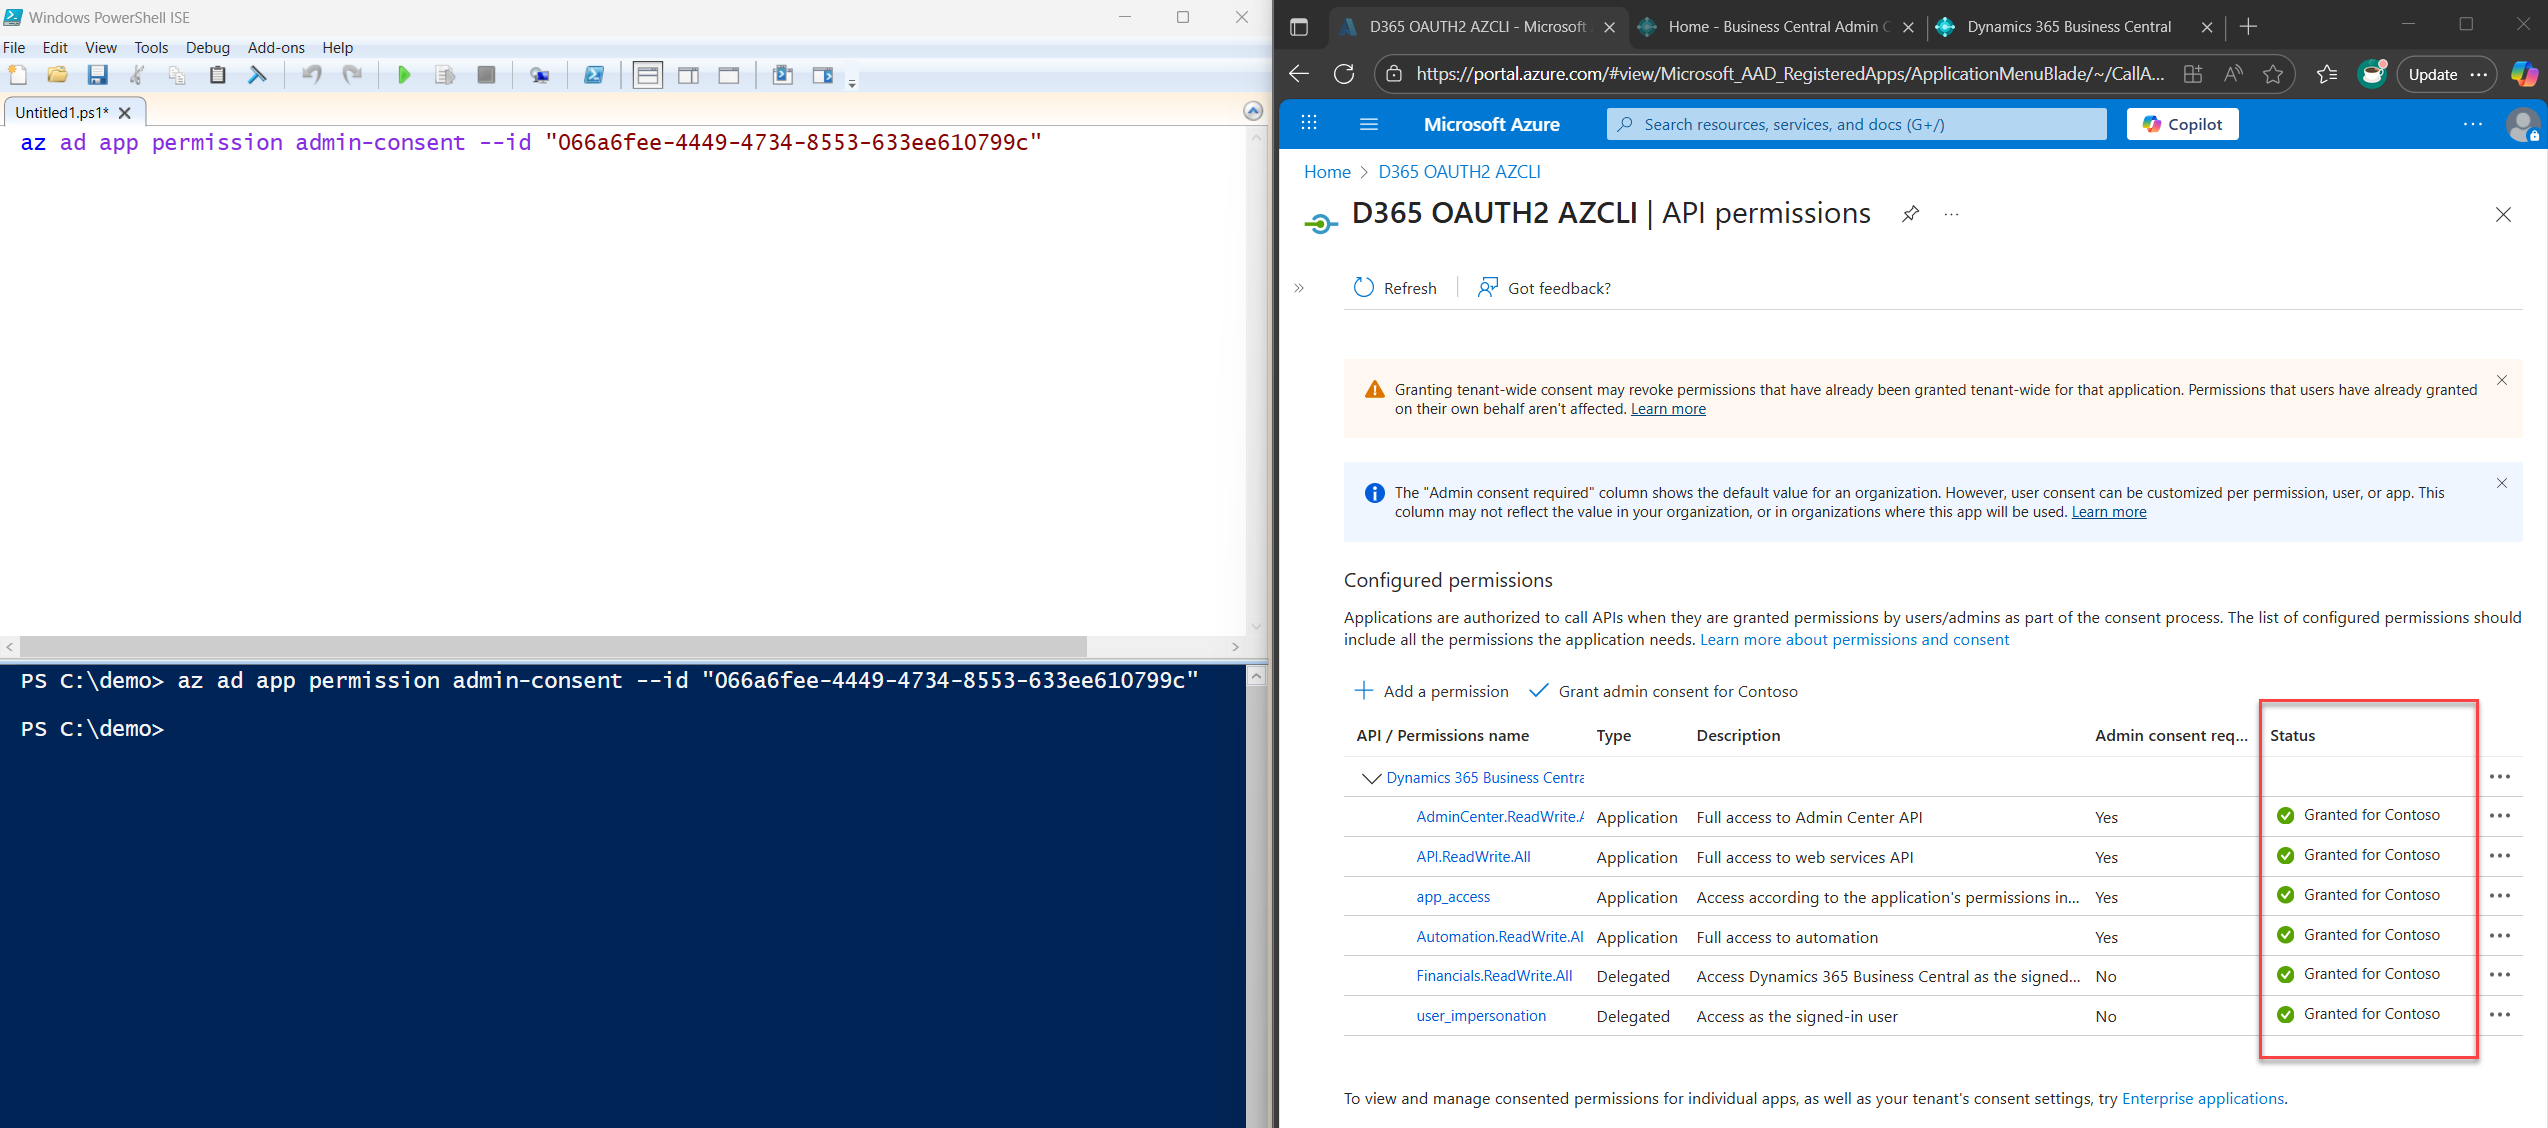 Windows PowerShell ISE
File Edit View Tools Debug Add-ons Help
Untitled1.ps1*
az ad app permission admin-consent --id "066a6fee-4449-4734-8553-633ee610799c"
PS C:\demo> az ad app permission admin-consent --id "066a6fee-4449-4734-8553-633ee610799c"
PS C:\demo>
D365 OAUTH2 AZCLI - Microsoft
Home - Business Central Admin C
Dynamics 365 Business Central
https://portal.azure.com/#view/Microsoft_AAD_RegisteredApps/ApplicationMenuBlade/~/CallA...
Update
Microsoft Azure
Search resources, services, and docs (G+/)
Copilot
Home > D365 OAUTH2 AZCLI
D365 OAUTH2 AZCLI | API permissions
Refresh
Got feedback?
Granting tenant-wide consent may revoke permissions that have already been granted tenant-wide for that application. Permissions that users have already granted
on their own behalf aren't affected. Learn more
The "Admin consent required" column shows the default value for an organization. However, user consent can be customized per permission, user, or app. This
column may not reflect the value in your organization, or in organizations where this app will be used. Learn more
Configured permissions
Applications are authorized to call APIs when they are granted permissions by users/admins as part of the consent process. The list of configured permissions should
include all the permissions the application needs. Learn more about permissions and consent
Add a permission
Grant admin consent for Contoso
API / Permissions name Type Description Admin consent req... Status
Dynamics 365 Business Centra
AdminCenter.ReadWrite.A Application Full access to Admin Center API Yes Granted for Contoso
API.ReadWrite.All Application Full access to web services API Yes Granted for Contoso
app_access Application Access according to the application's permissions in... Yes Granted for Contoso
Automation.ReadWrite.Al Application Full access to automation Yes Granted for Contoso
Financials.ReadWrite.All Delegated Access Dynamics 365 Business Central as the signed... No Granted for Contoso
user_impersonation Delegated Access as the signed-in user No Granted for Contoso
To view and manage consented permissions for individual apps, as well as your tenant's consent settings, try Enterprise applications.